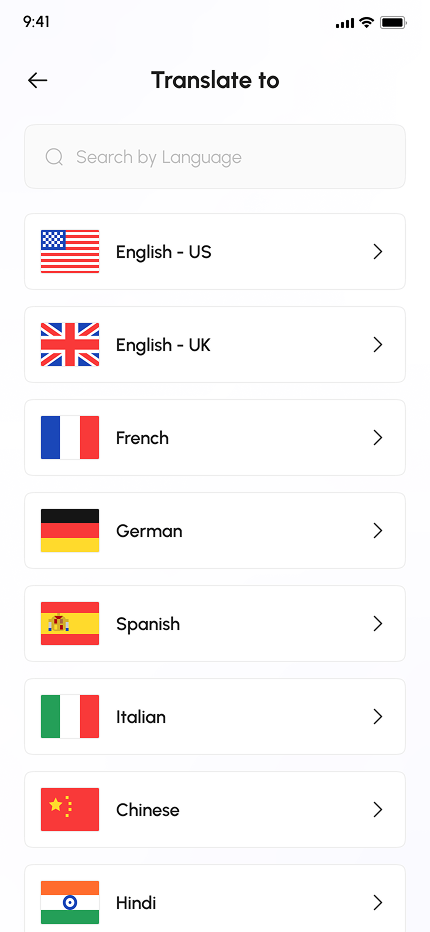 9:41
Translate to
Search by Language
English - US
English - UK
French
German
Spanish
Italian
Chinese
Hindi